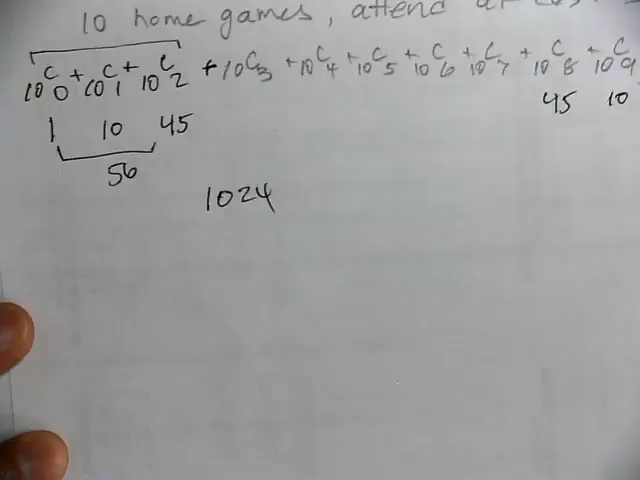 10 home games, attend at
10C0 + 10C1 + 10C2 + 10C3 + 10C4 + 10C5 + 10C6 + 10C7 + 10C8 + 10C9
1 10 45 45 10
56
1024